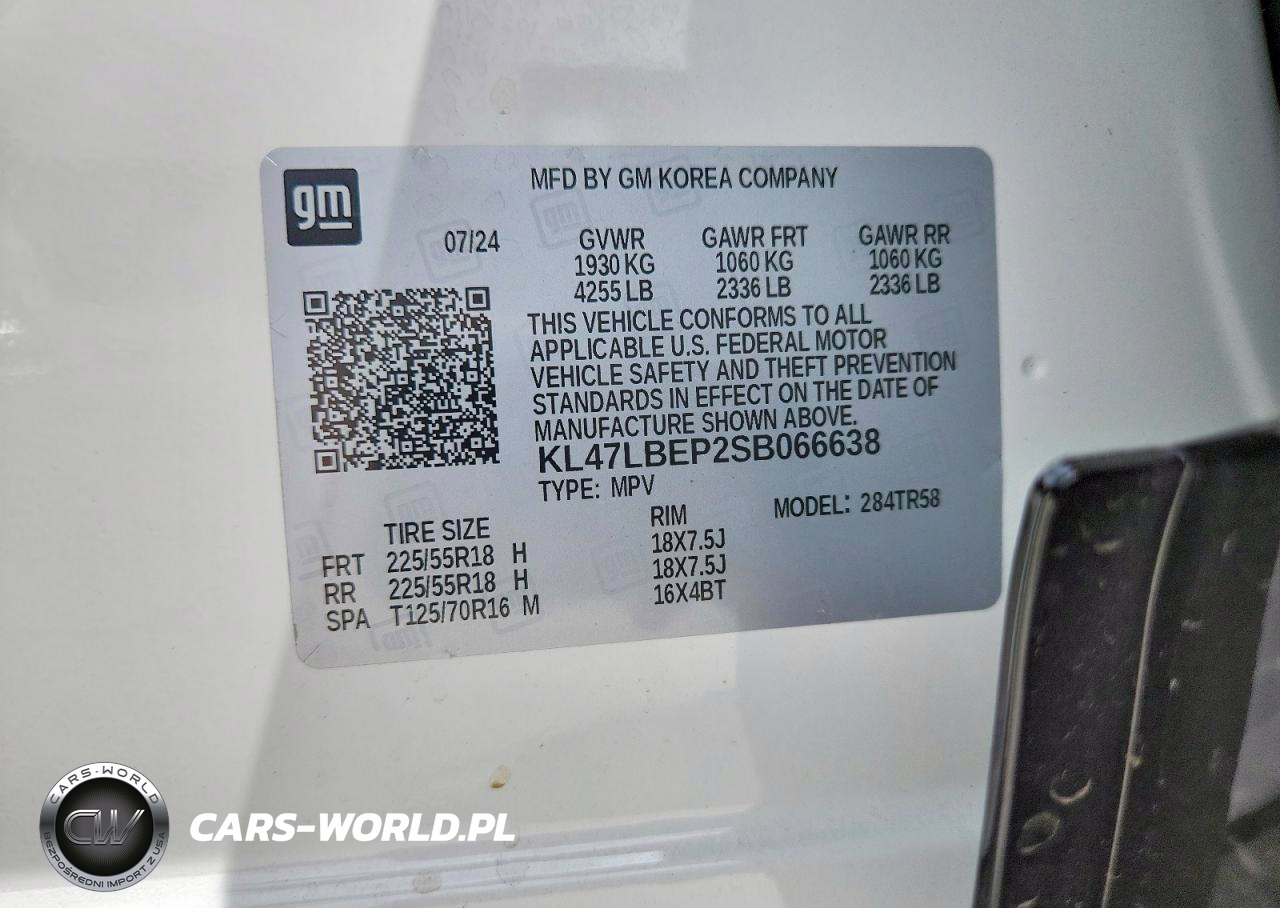 gm
MFD BY GM KOREA COMPANY
07/24
GVWR GAWR FRT GAWR RR
1930 KG 1060 KG 1060 KG
4255 LB 2336 LB 2336 LB
THIS VEHICLE CONFORMS TO ALL
APPLICABLE U.S. FEDERAL MOTOR
VEHICLE SAFETY AND THEFT PREVENTION
STANDARDS IN EFFECT ON THE DATE OF
MANUFACTURE SHOWN ABOVE.
KL47LBEP2SB066638
TYPE: MPV
MODEL: 284TR58
TIRE SIZE RIM
FRT 225/55R18 H 18X7.5J
RR 225/55R18 H 18X7.5J
SPA T125/70R16 M 16X4BT
CARS-WORLD
CW
BEZPOŚREDNI IMPORT Z USA
CARS-WORLD.PL